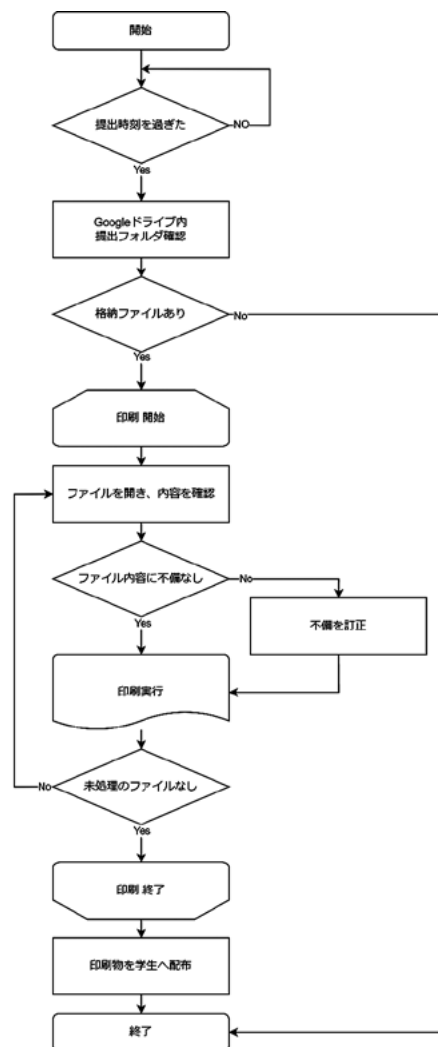 開始
提出時刻を過ぎた
NO
Yes
Googleドライブ内
提出フォルダ確認
格納ファイルあり
No
Yes
印刷 開始
ファイルを開き、内容を確認
ファイル内容に不備なし
No
Yes
不備を訂正
印刷実行
未処理のファイルなし
No
Yes
印刷 終了
印刷物を学生へ配布
終了